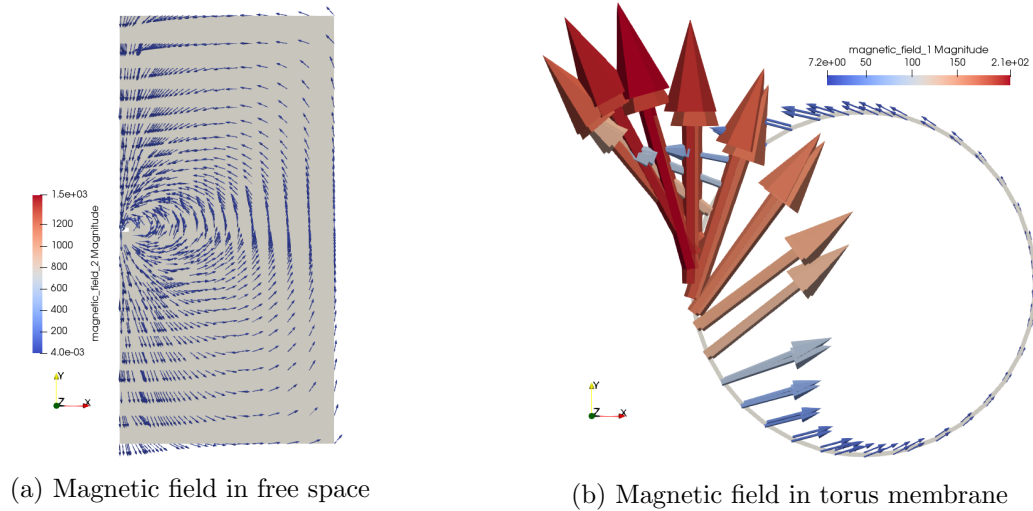 magnetic_field_1 Magnitude
7.2e+00 50 100 150 2.1e+02
1.5e+03
1200
1000
800
600
400
200
4.0e-03
magnetic_field_2 Magnitude
Y
Z X
Y
Z X
(a) Magnetic field in free space
(b) Magnetic field in torus membrane